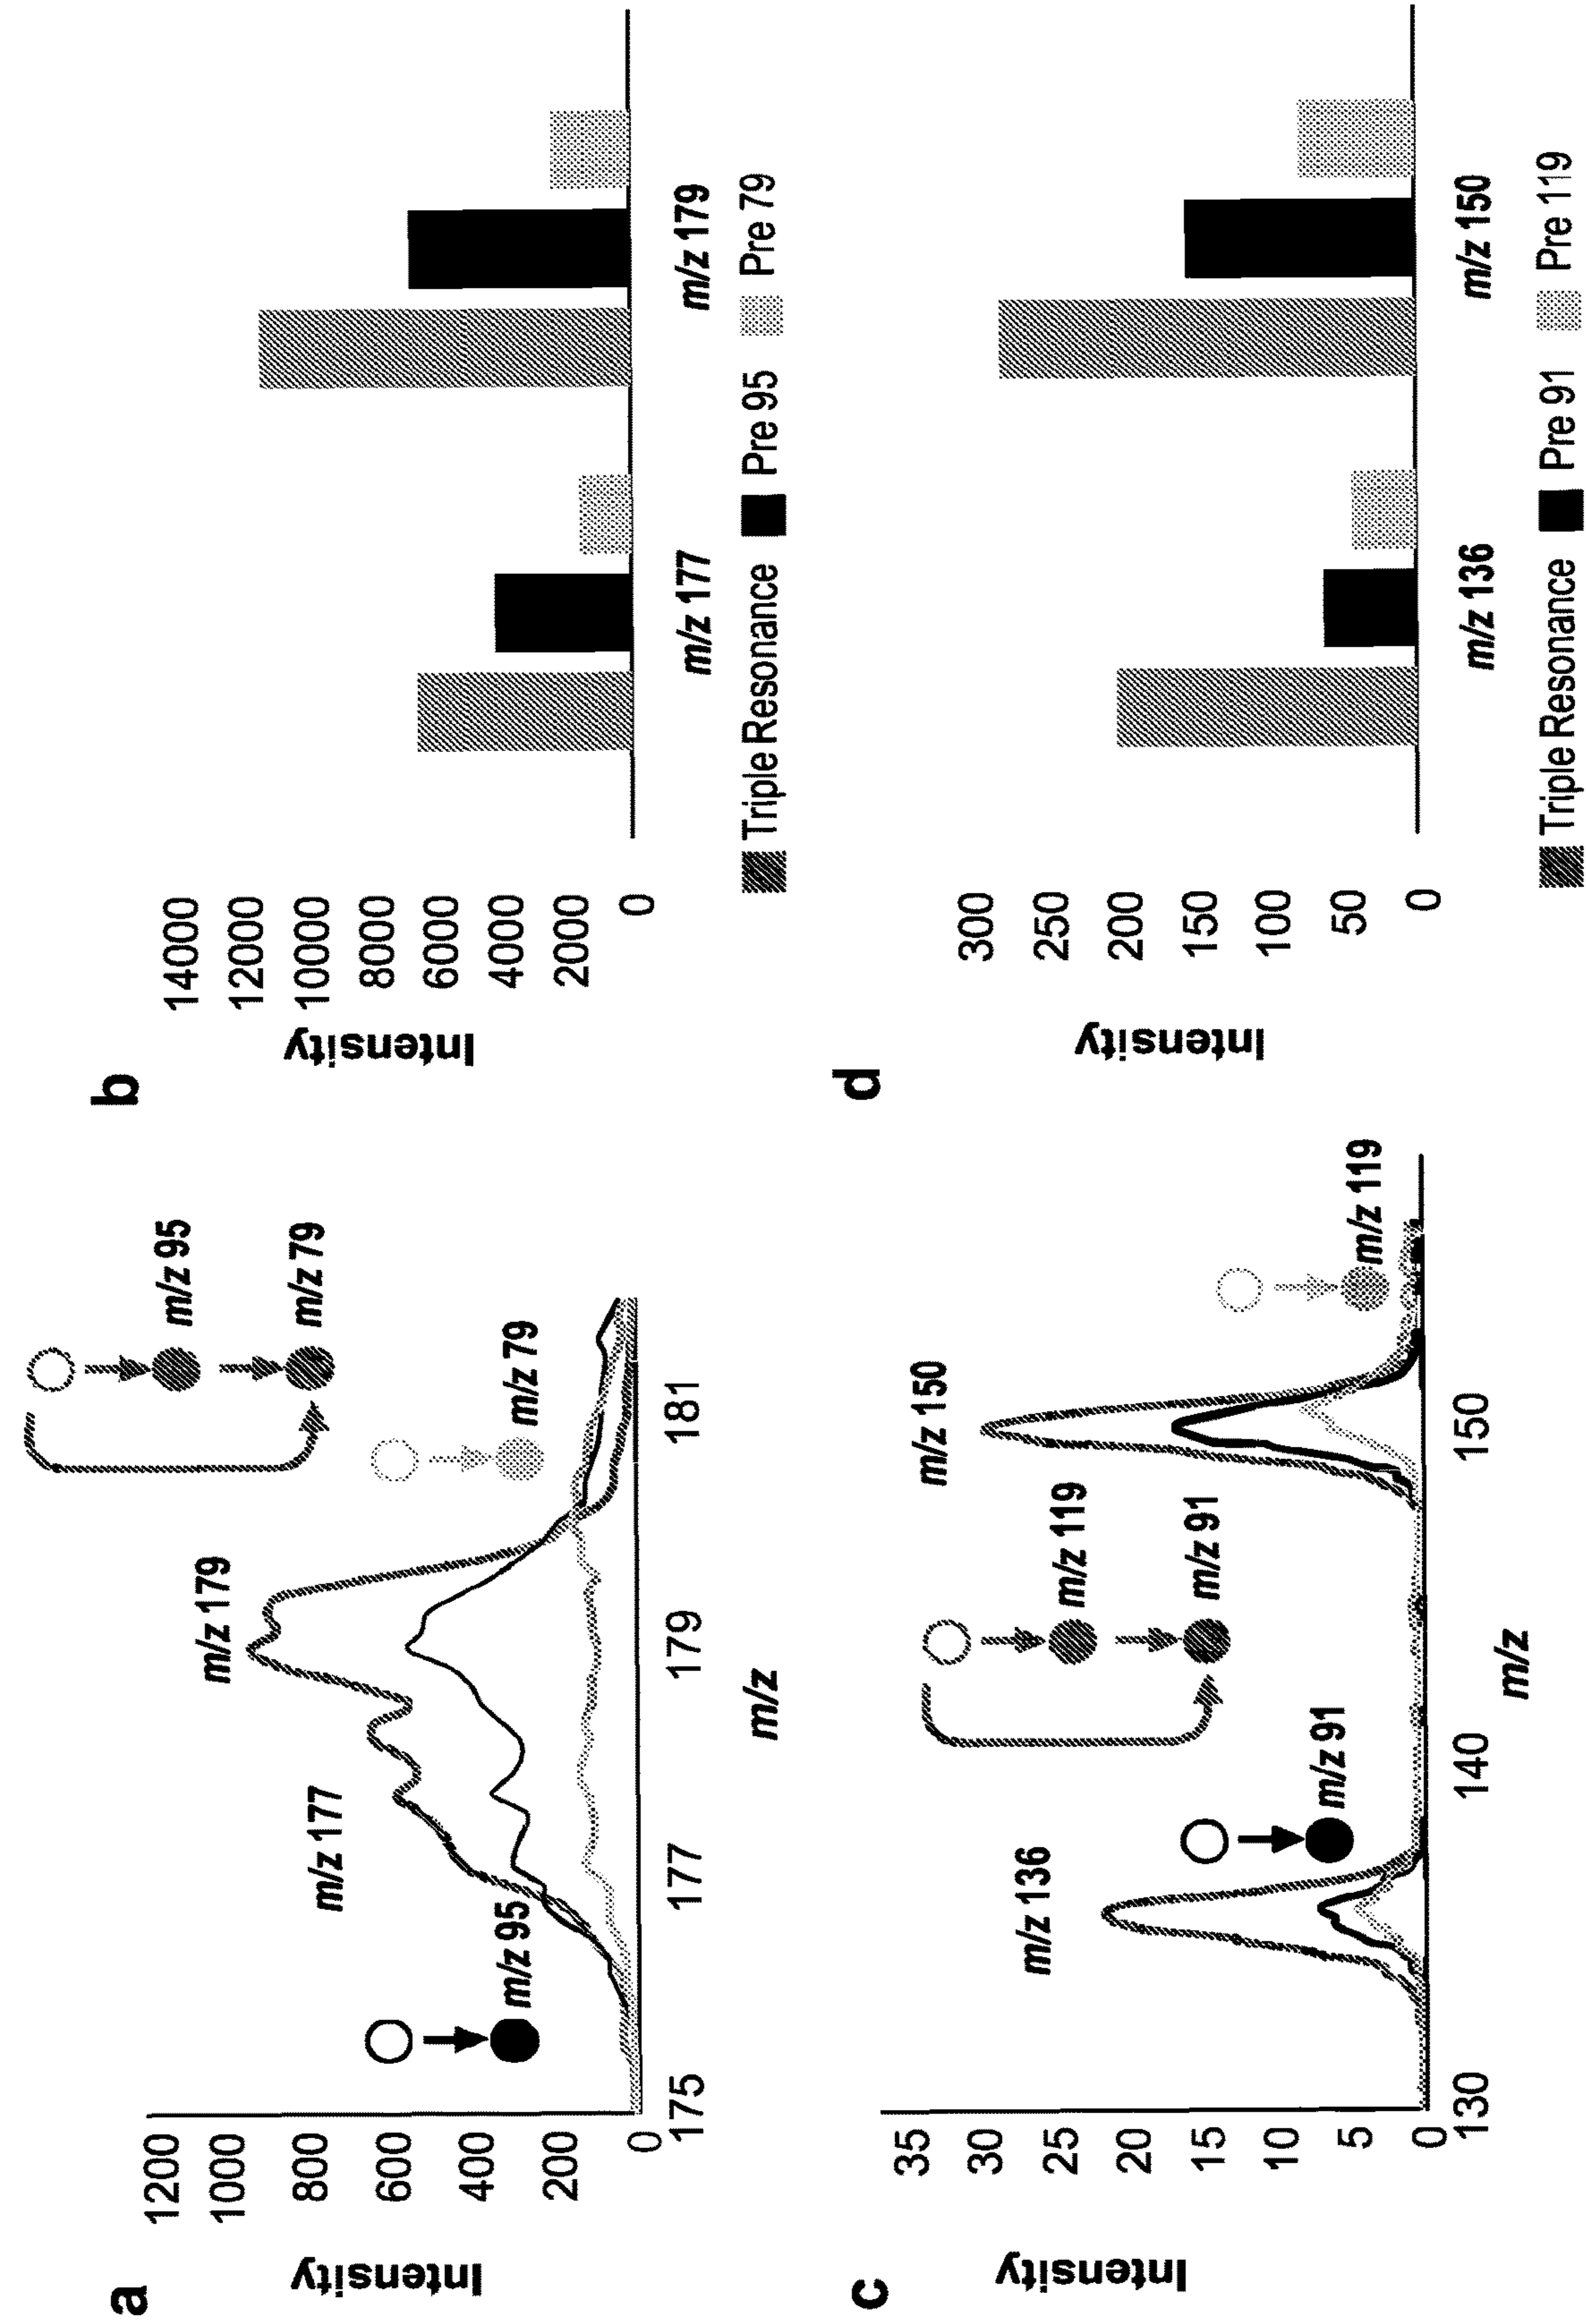 a
Intensity
1200
1000
800
600
400
200
0
175
177
179
181
m/z
m/z 95
m/z 177
m/z 179
m/z 79
m/z 95
m/z 79
b
Intensity
14000
12000
10000
8000
6000
4000
2000
0
m/z 177
m/z 179
Triple Resonance Pre 95 Pre 79
c
Intensity
35
30
25
20
15
10
5
0
130
140
150
m/z
m/z 136
m/z 91
m/z 119
m/z 91
m/z 150
m/z 119
d
Intensity
300
250
200
150
100
50
0
m/z 136
m/z 150
Triple Resonance Pre 91 Pre 119